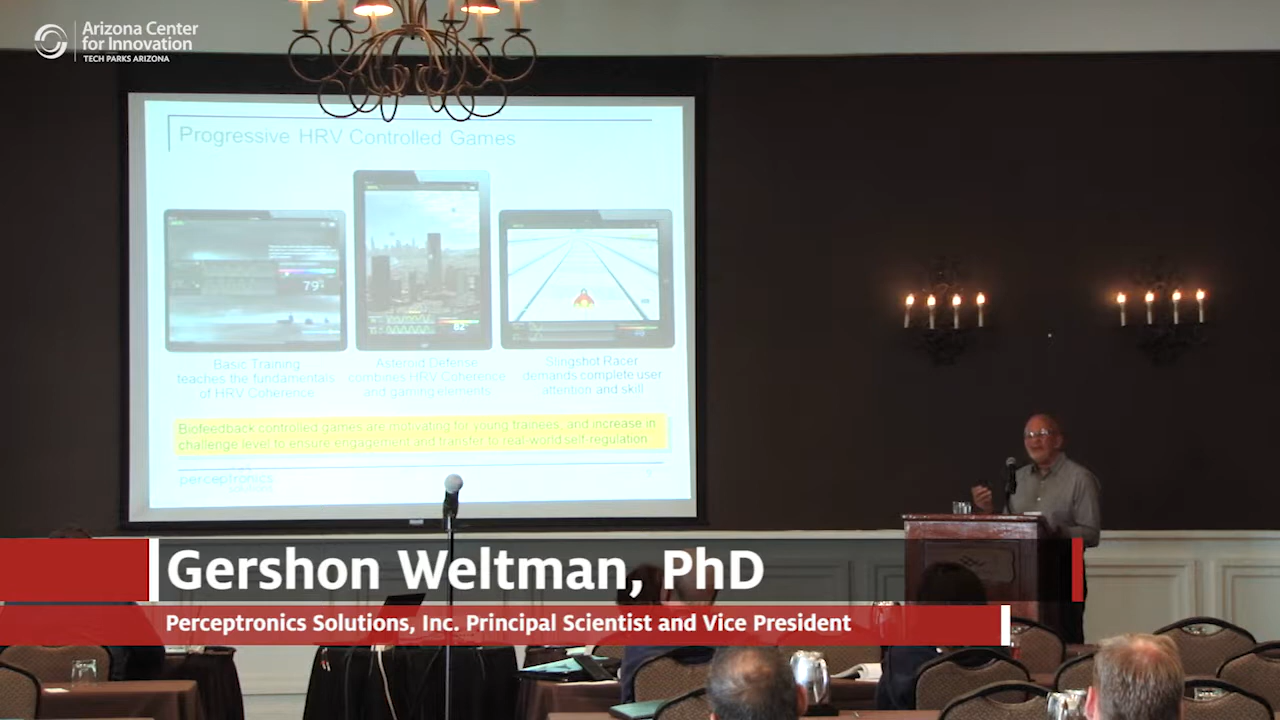 Arizona Center
for Innovation
TECH PARKS ARIZONA
Progressive HRV Controlled Games
79
82
Basic Training
teaches the fundamentals
of HRV Coherence
Asteroid Defense
combines HRV Coherence
and gaming elements
Slingshot Racer
demands complete user
attention and skill
Biofeedback controlled games are motivating for young trainees, and increase in
challenge level to ensure engagement and transfer to real-world self-regulation
perceptronics
Gershon Weltman, PhD
Perceptronics Solutions, Inc. Principal Scientist and Vice President